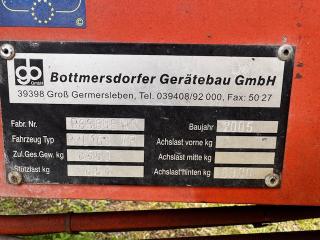 gb
GmbH
Bottmersdorfer Gerätebau GmbH
39398 Groß Germersleben, Tel. 039408/92 000, Fax: 50 27
Fabr. Nr.
Baujahr 2005
Fahrzeug Typ
Achslast vorne kg
Zul.Ges.Gew. kg
Achslast mitte kg
Stützlast kg
Achslast hinten kg